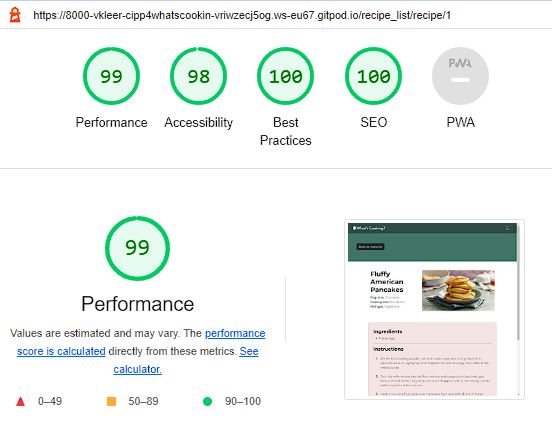 https://8000-vkleer-cipp4whatscookin-vriwzecj5og.ws-eu67.gitpod.io/recipe_list/recipe/1
99
98
100
100
PWA
Performance
Accessibility
Best
Practices
SEO
PWA
99
Performance
Values are estimated and may vary. The performance
score is calculated directly from these metrics. See
calculator.
0–49
50–89
90–100
What's Cooking?
Fluffy
American
Pancakes
Ingredients
Instructions